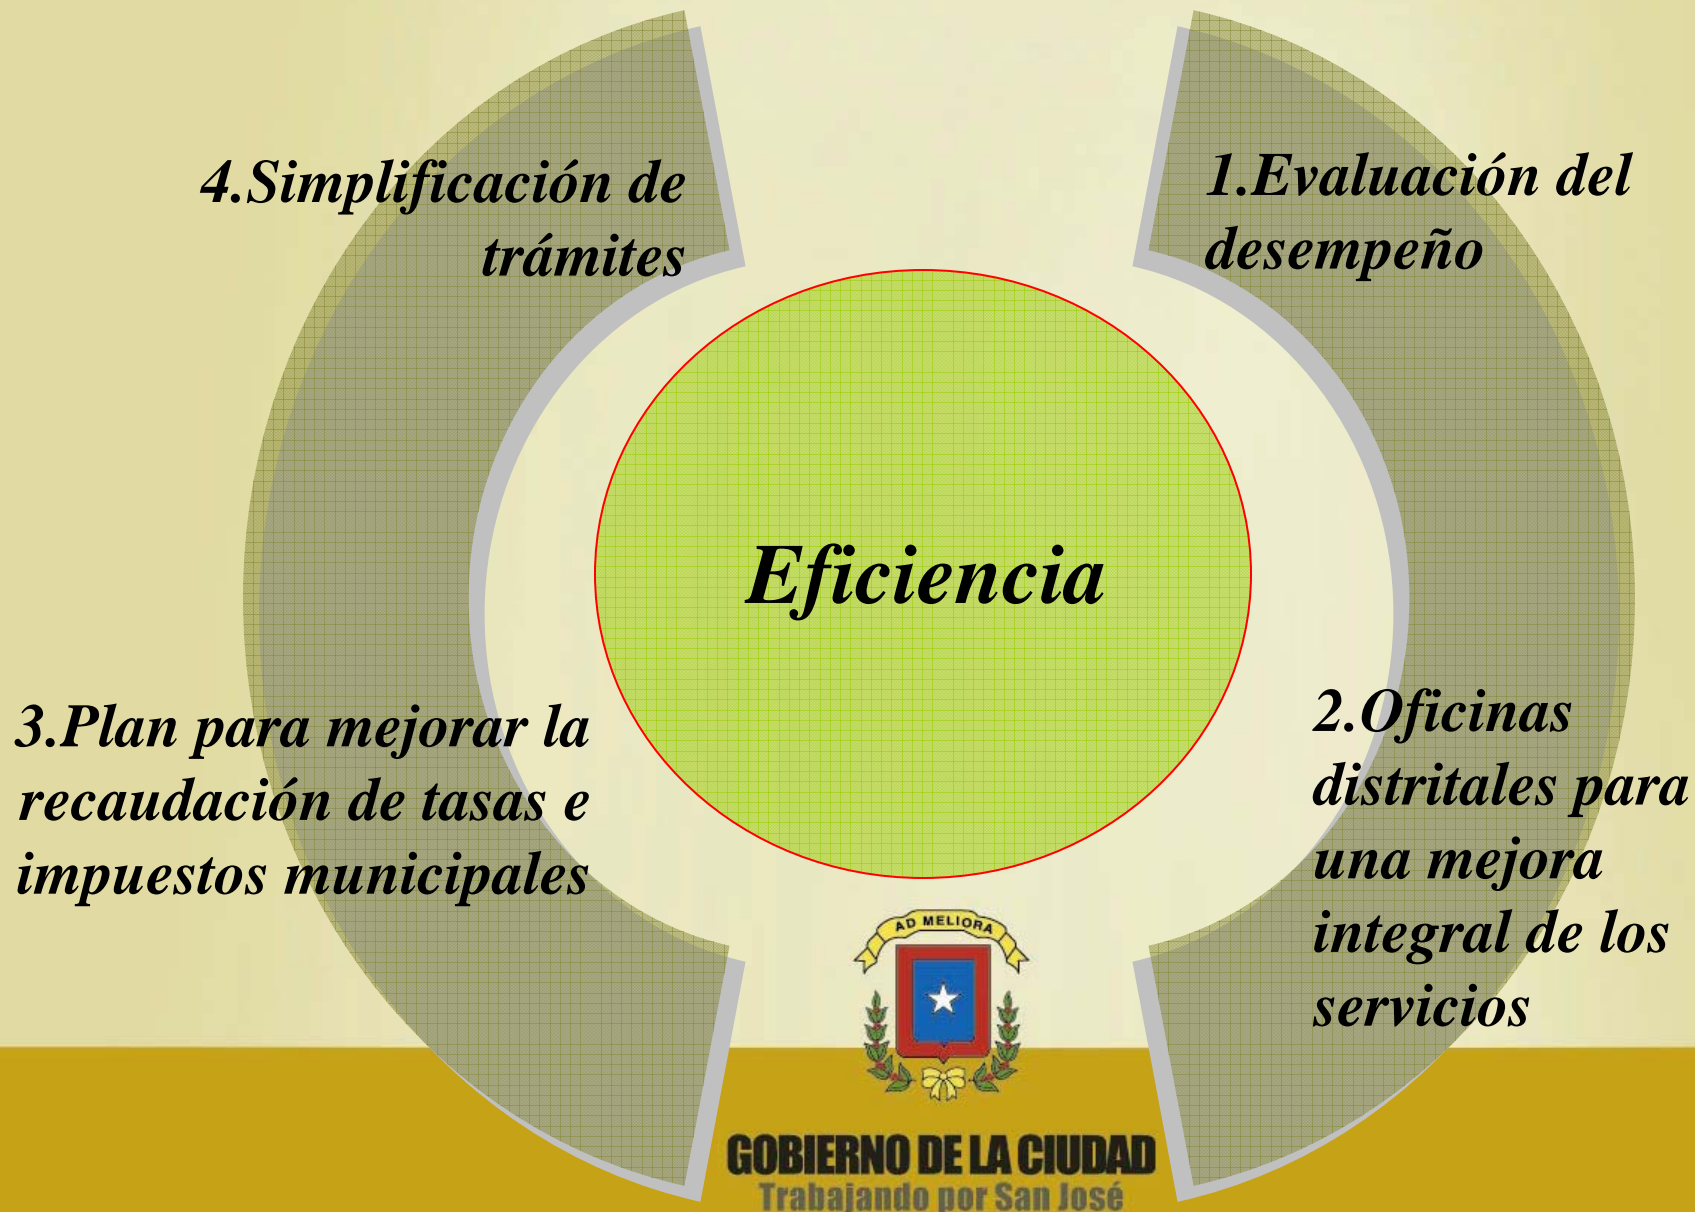 4.Simplificación de
trámites
1.Evaluación del
desempeño
Eficiencia
3.Plan para mejorar la
recaudación de tasas e
impuestos municipales
2.Oficinas
distritales para
una mejora
integral de los
servicios
AD MELIORA
GOBIERNO DE LA CIUDAD
Trabajando por San José